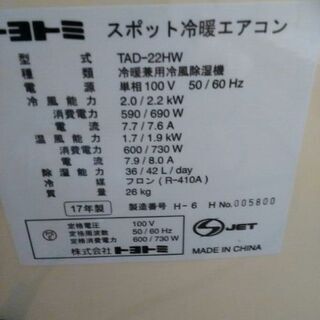 トヨトミ スポット冷暖エアコン
型式 TAD-22HW
種類 冷暖兼用冷風除湿機
電源 単相100V 50/60 Hz
冷風能力 2.0/2.2 kW
消費電力 590/690 W
電流 7.7/7.6 A
温風能力 1.7/1.9 kW
消費電力 600/730 W
電流 7.9/8.0 A
除湿能力 36/42 L/day
冷媒 フロン(R-410A)
質量 26 kg
17年製 製造番号 H-6 H No.005800
定格電圧 100 V
定格周波数 50/60 Hz
定格消費電力 600/730 W
JET
株式会社トヨトミ MADE IN CHINA